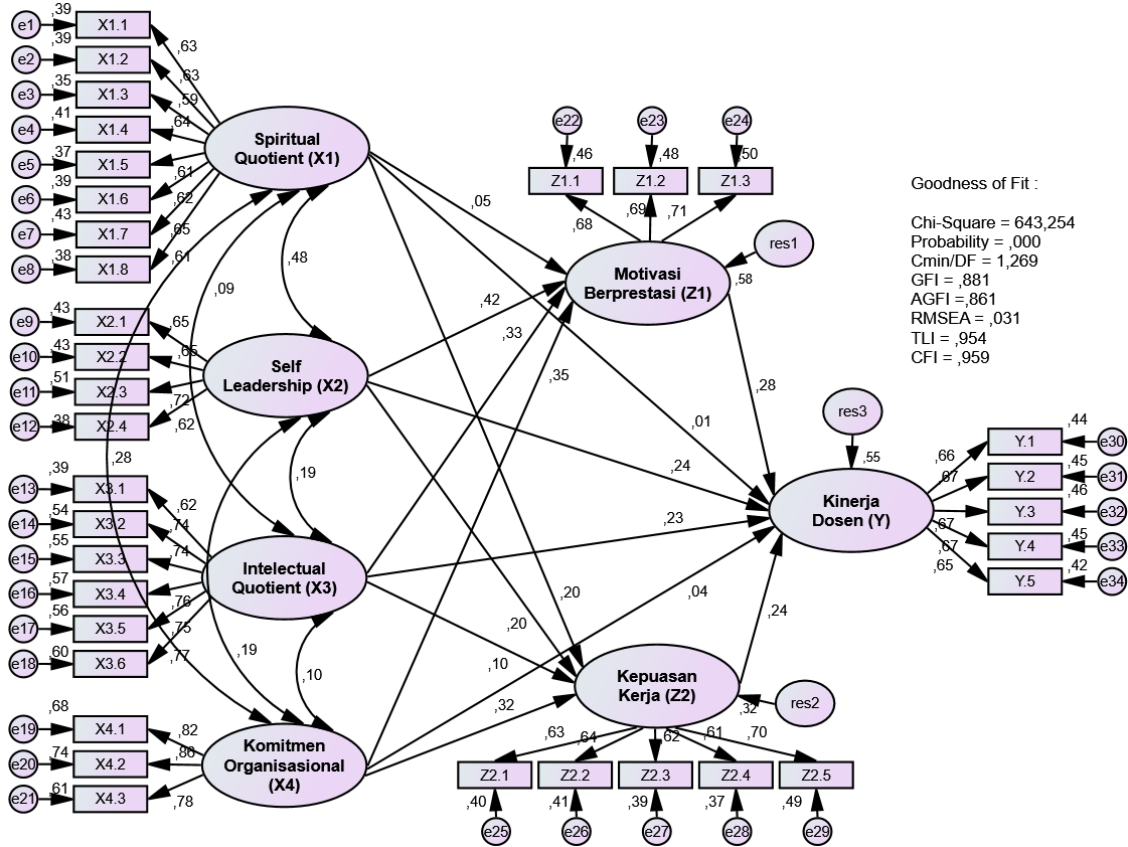 e1
,39
X1.1
e2
,39
X1.2
e3
,35
X1.3
e4
,41
X1.4
e5
,37
X1.5
e6
,39
X1.6
e7
,43
X1.7
e8
,38
X1.8
,63
,63
,59
,64
,61
,62
,65
,61
Spiritual
Quotient (X1)
e9
,43
X2.1
e10
,43
X2.2
e11
,51
X2.3
e12
,38
X2.4
,65
,65
,72
,62
Self
Leadership (X2)
e13
,39
X3.1
e14
,54
X3.2
e15
,55
X3.3
e16
,57
X3.4
e17
,56
X3.5
e18
,60
X3.6
,62
,74
,74
,76
,75
,77
Intelectual
Quotient (X3)
e19
,68
X4.1
e20
,74
X4.2
e21
,61
X4.3
,82
,86
,78
Komitmen
Organisasional
(X4)
,48
,09
,28
,19
,19
,10
,05
,42
,33
,35
,01
,24
,23
,04
,20
,20
,10
,32
,28
,24
e22
e23
e24
,46
,48
,50
Z1.1
Z1.2
Z1.3
,68
,69
,71
Motivasi
Berprestasi (Z1)
res1
,58
res3
,55
Kinerja
Dosen (Y)
,66
,67
,67
,67
,65
Y.1
,44
e30
Y.2
,45
e31
Y.3
,46
e32
Y.4
,45
e33
Y.5
,42
e34
Kepuasan
Kerja (Z2)
,32
res2
,63
,64
,62
,61
,70
Z2.1
Z2.2
Z2.3
Z2.4
Z2.5
,40
,41
,39
,37
,49
e25
e26
e27
e28
e29
Goodness of Fit :
Chi-Square = 643,254
Probability = ,000
Cmin/DF = 1,269
GFI = ,881
AGFI =,861
RMSEA = ,031
TLI = ,954
CFI = ,959